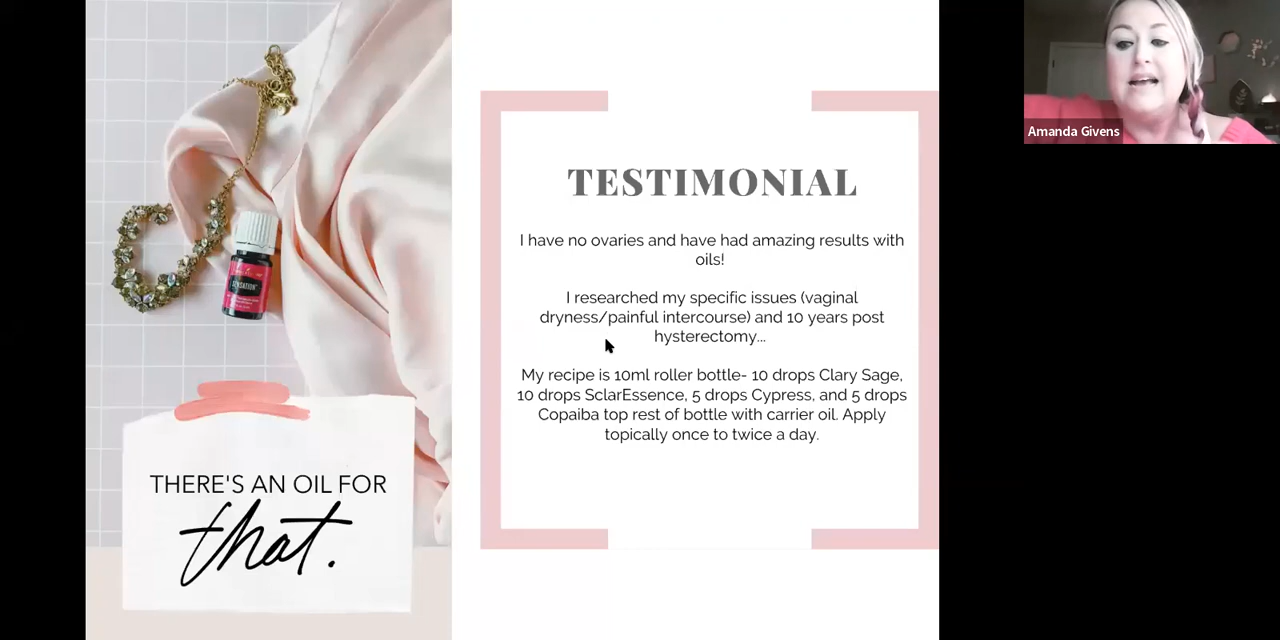 TESTIMONIAL
I have no ovaries and have had amazing results with
oils!
I researched my specific issues (vaginal
dryness/painful intercourse) and 10 years post
hysterectomy...
My recipe is 10ml roller bottle- 10 drops Clary Sage,
10 drops SclarEssence, 5 drops Cypress, and 5 drops
Copaiba top rest of bottle with carrier oil. Apply
topically once to twice a day.
SENSATION
THERE'S AN OIL FOR
that.
Amanda Givens